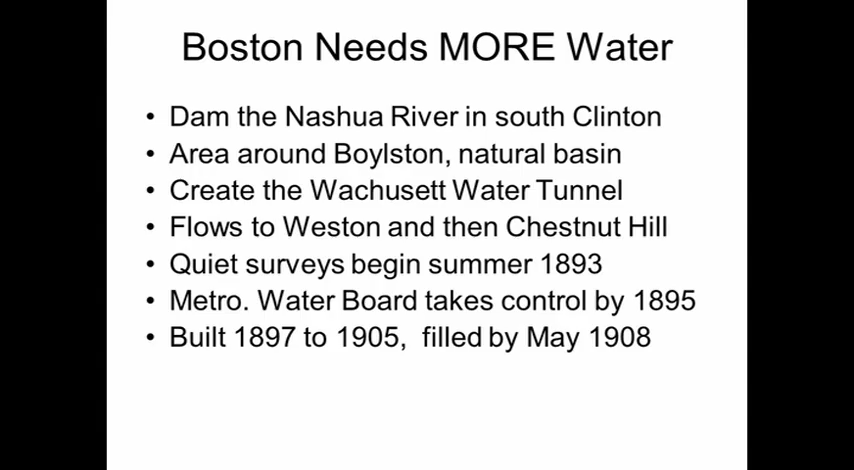 Boston Needs MORE Water
• Dam the Nashua River in south Clinton
• Area around Boylston, natural basin
• Create the Wachusett Water Tunnel
• Flows to Weston and then Chestnut Hill
• Quiet surveys begin summer 1893
• Metro. Water Board takes control by 1895
• Built 1897 to 1905,  filled by May 1908